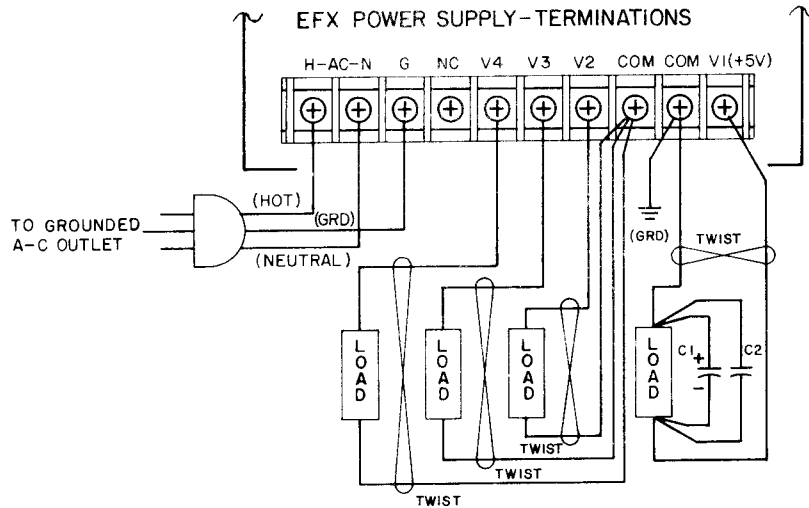 EFX POWER SUPPLY-TERMINATIONS
H-AC-N G NC V4 V3 V2 COM COM V1(+5V)
(HOT)
(GRD)
TO GROUNDED
A-C OUTLET
(NEUTRAL)
(GRD)
TWIST
LOAD
LOAD
LOAD
LOAD
C1
+
-
C2
TWIST
TWIST
TWIST